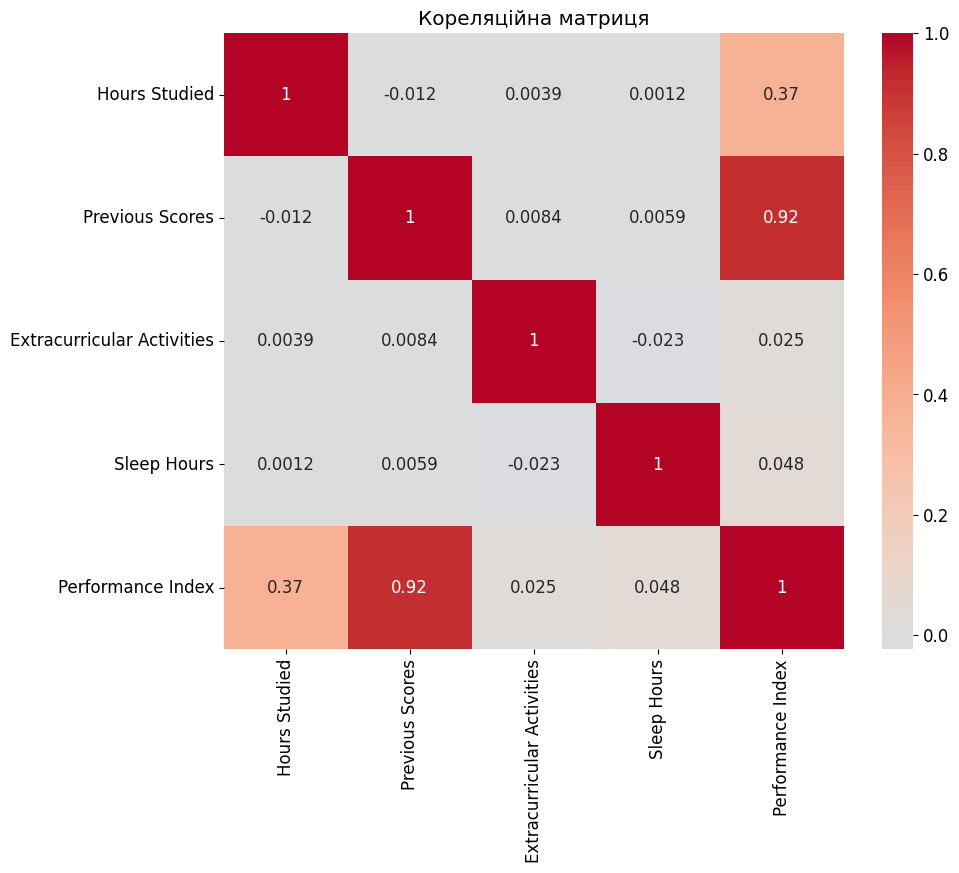 Кореляційна матриця
Hours Studied 1 -0.012 0.0039 0.0012 0.37
Previous Scores -0.012 1 0.0084 0.0059 0.92
Extracurricular Activities 0.0039 0.0084 1 -0.023 0.025
Sleep Hours 0.0012 0.0059 -0.023 1 0.048
Performance Index 0.37 0.92 0.025 0.048 1
Hours Studied
Previous Scores
Extracurricular Activities
Sleep Hours
Performance Index
1.0
0.8
0.6
0.4
0.2
0.0